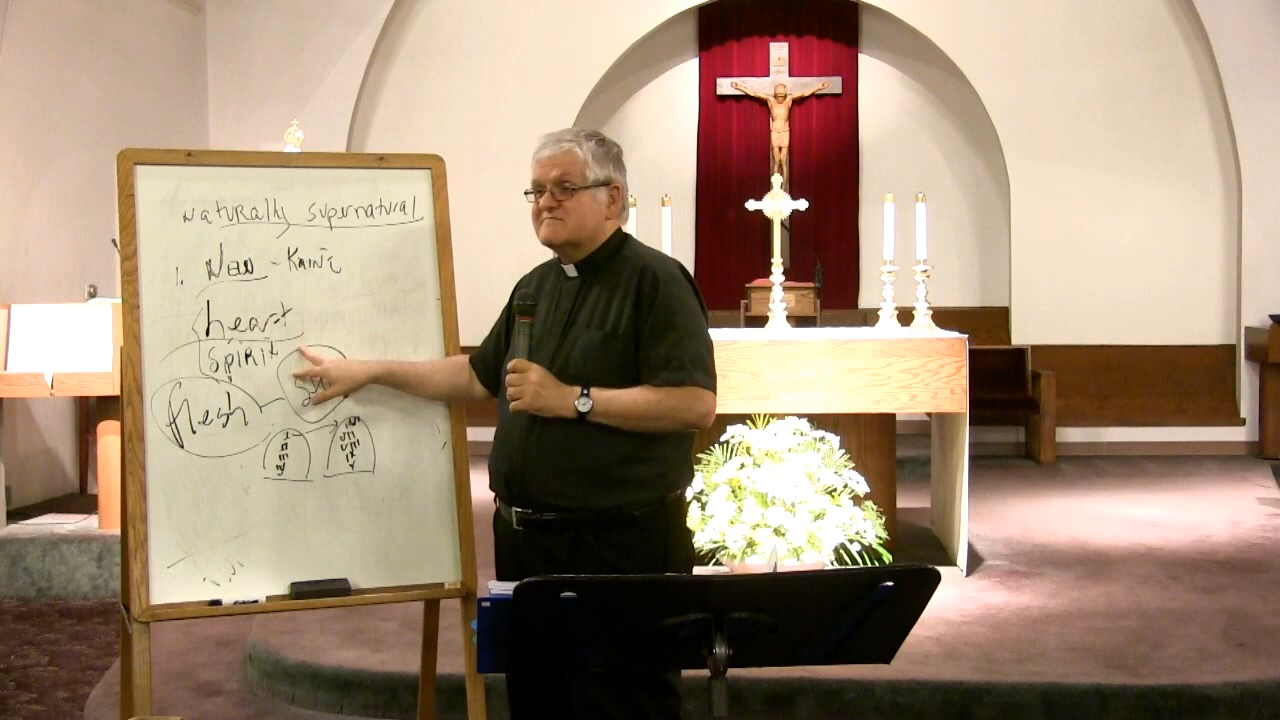 Naturally supernatural
1. New - Kainē
heart
spirit
flesh